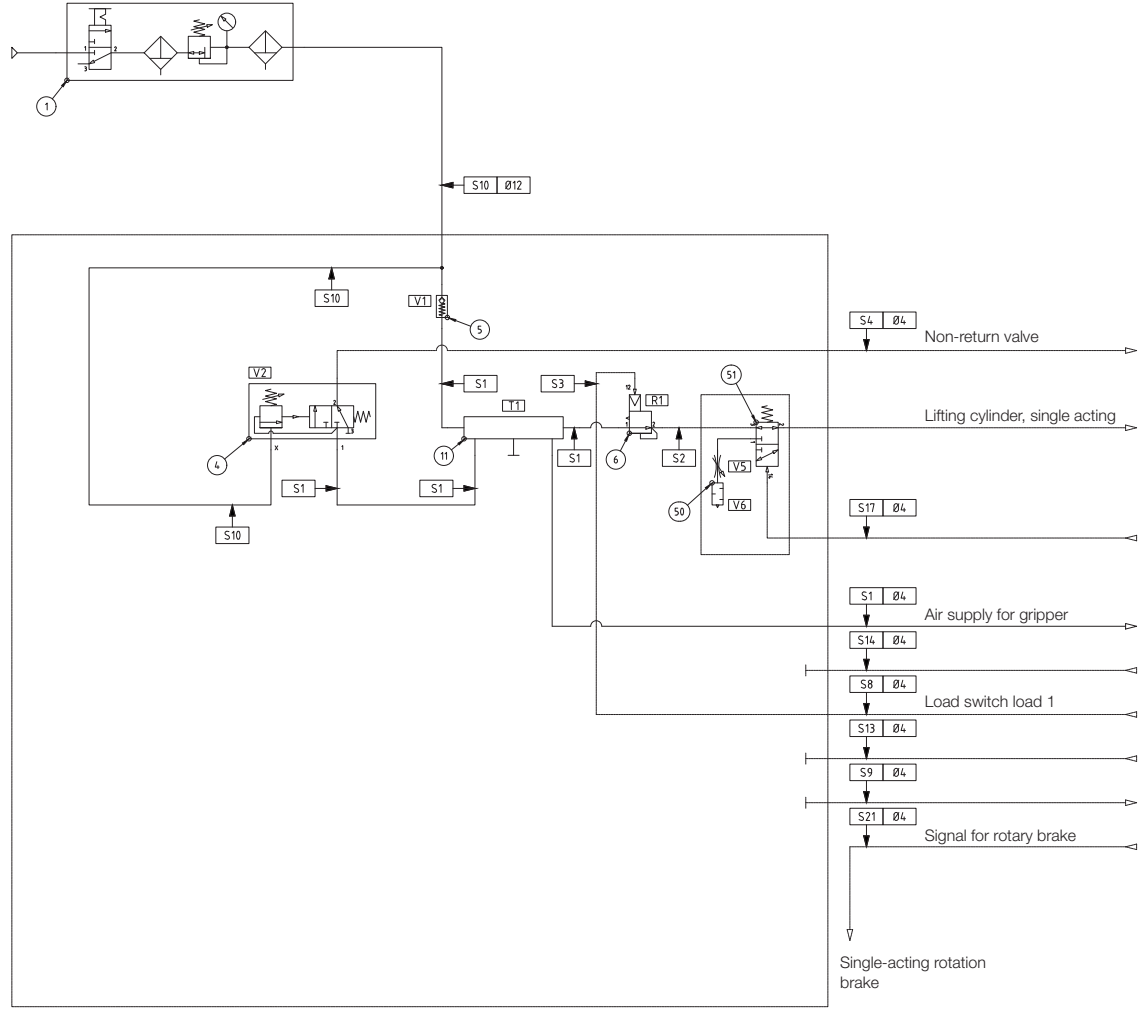 1 2
3
1
S10 Ø12
S10
V1
5
S4 Ø4
Non-return valve
V2
S1
S3
51
2
12
R1
T1
1 2
Lifting cylinder, single acting
4
X 1
11
S1
6
S2
V5
S1
S1
50
V6
S17 Ø4
S10
S1 Ø4
Air supply for gripper
S14 Ø4
S8 Ø4
Load switch load 1
S13 Ø4
S9 Ø4
S21 Ø4
Signal for rotary brake
Single-acting rotation
brake